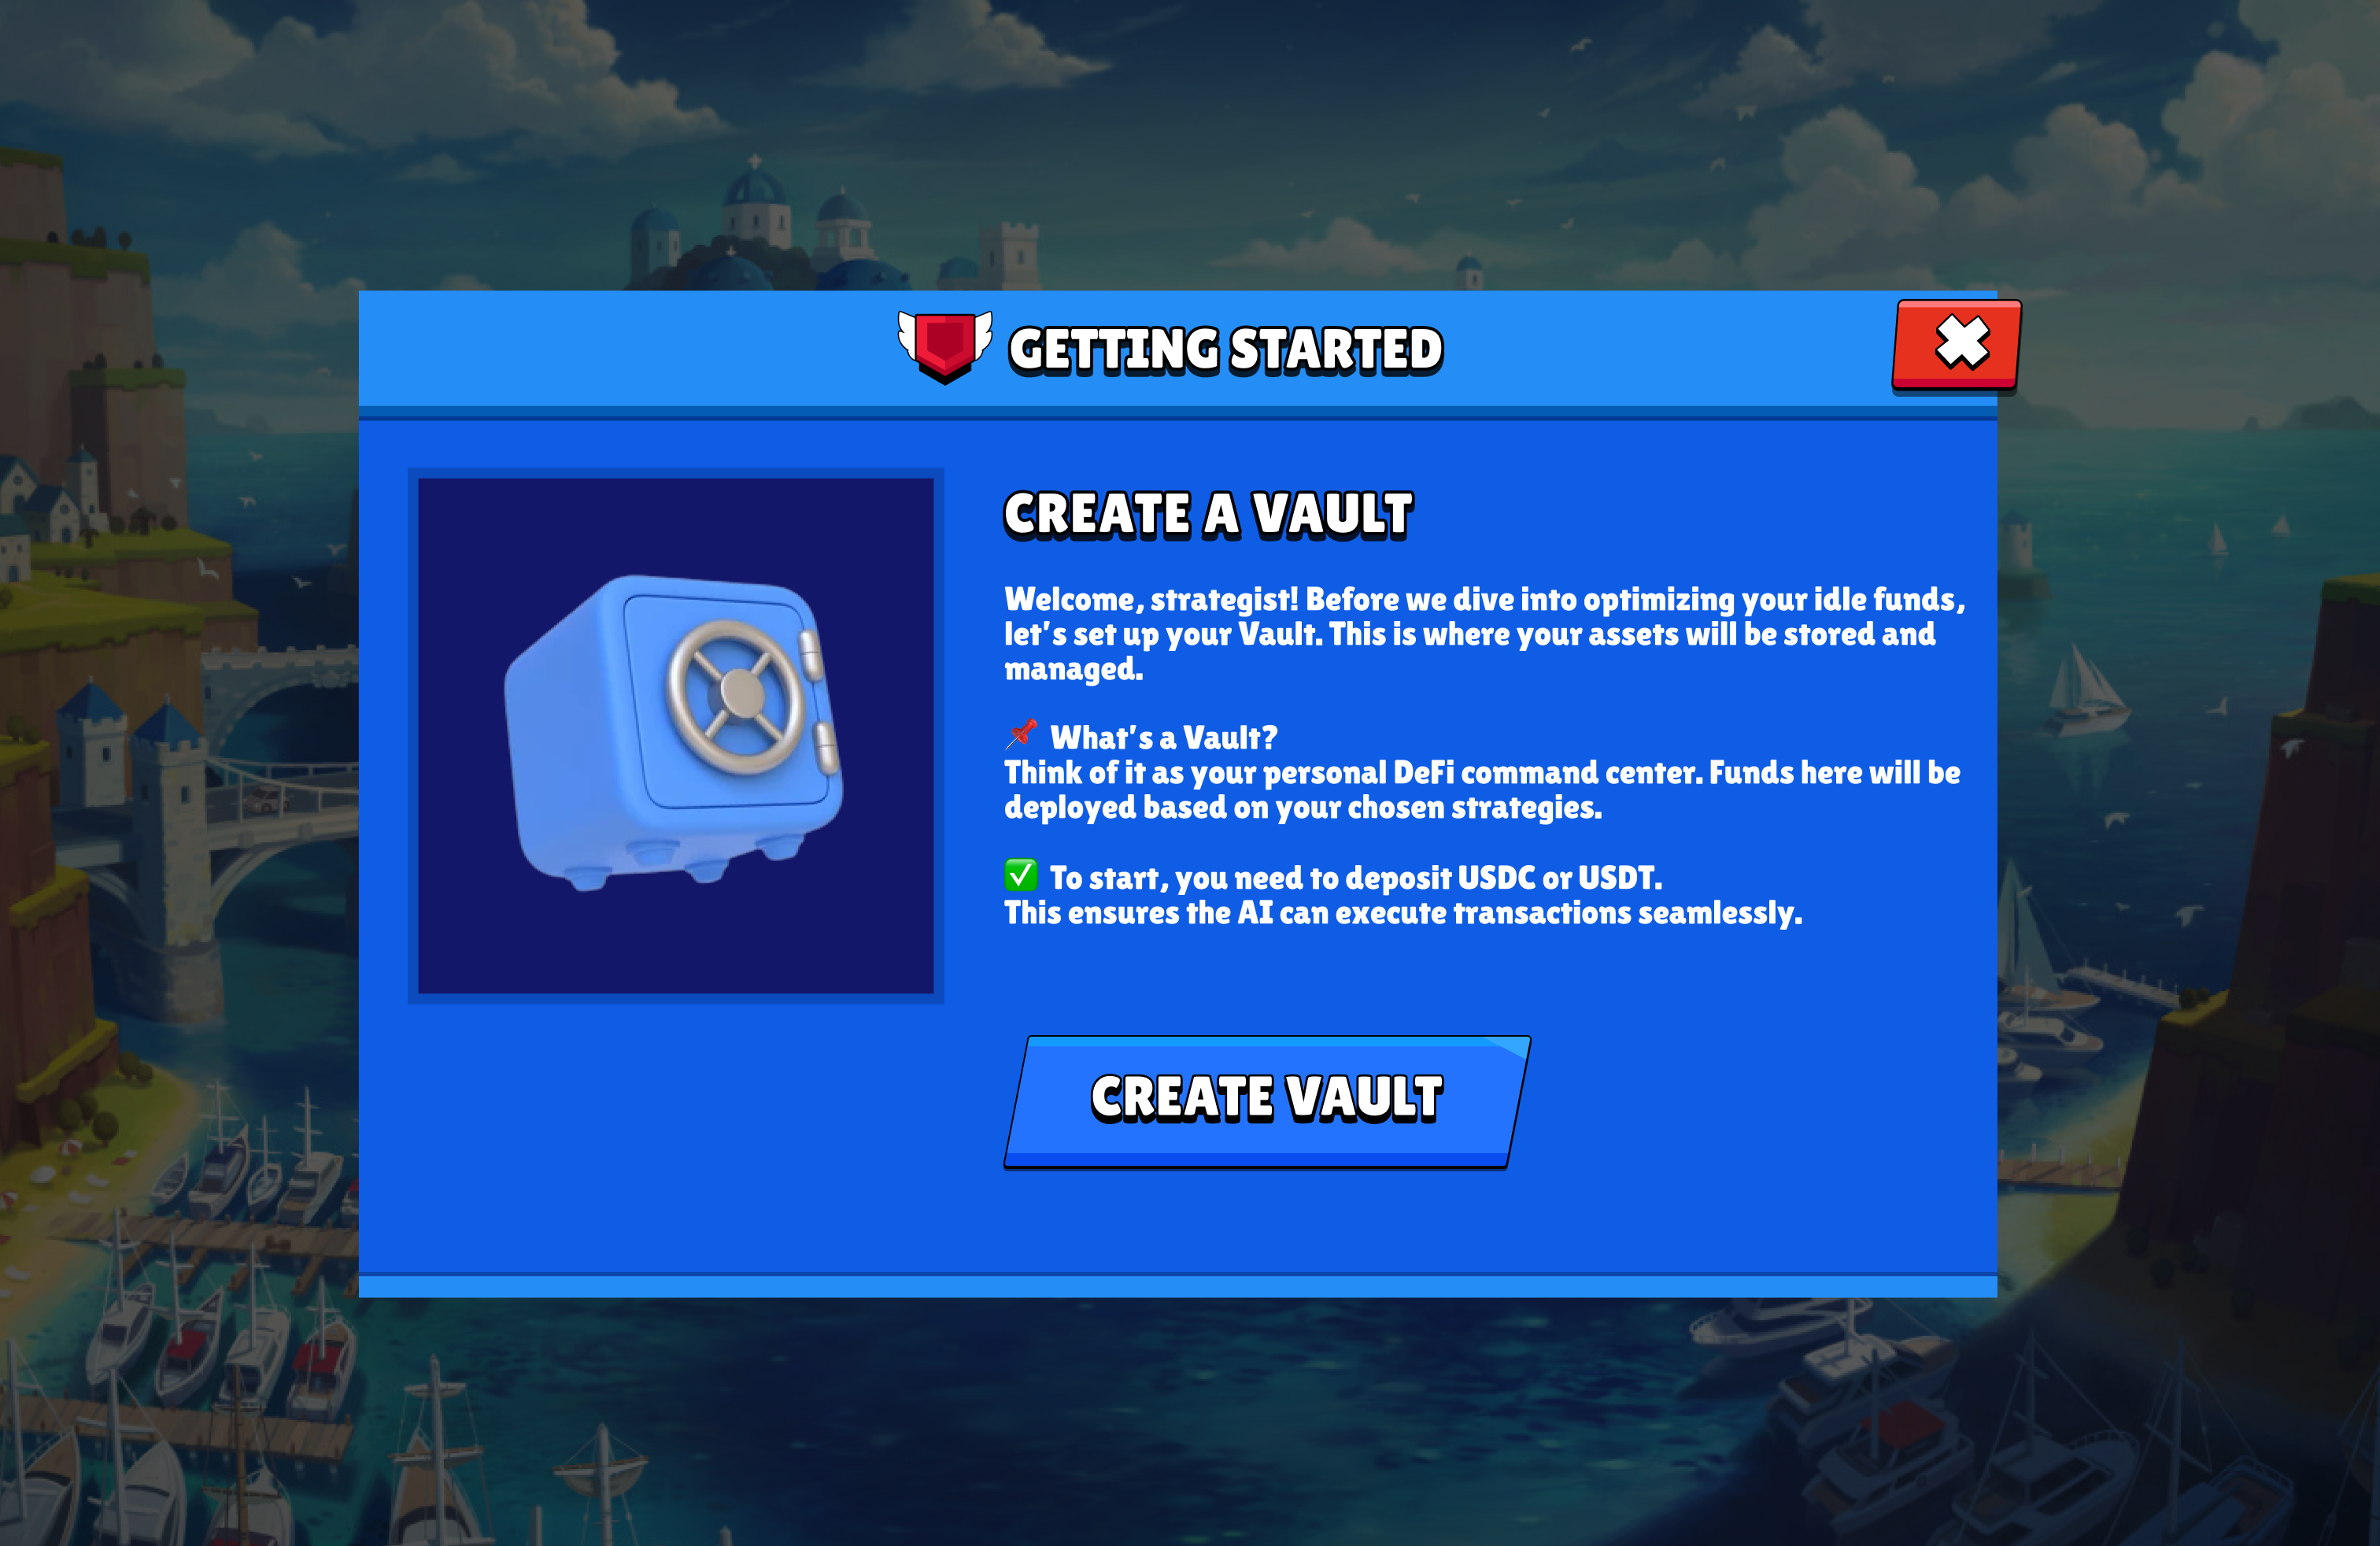 GETTING STARTED
CREATE A VAULT
Welcome, strategist! Before we dive into optimizing your idle funds,
let's set up your Vault. This is where your assets will be stored and
managed.
📌 What's a Vault?
Think of it as your personal DeFi command center. Funds here will be
deployed based on your chosen strategies.
✅ To start, you need to deposit USDC or USDT.
This ensures the AI can execute transactions seamlessly.
CREATE VAULT